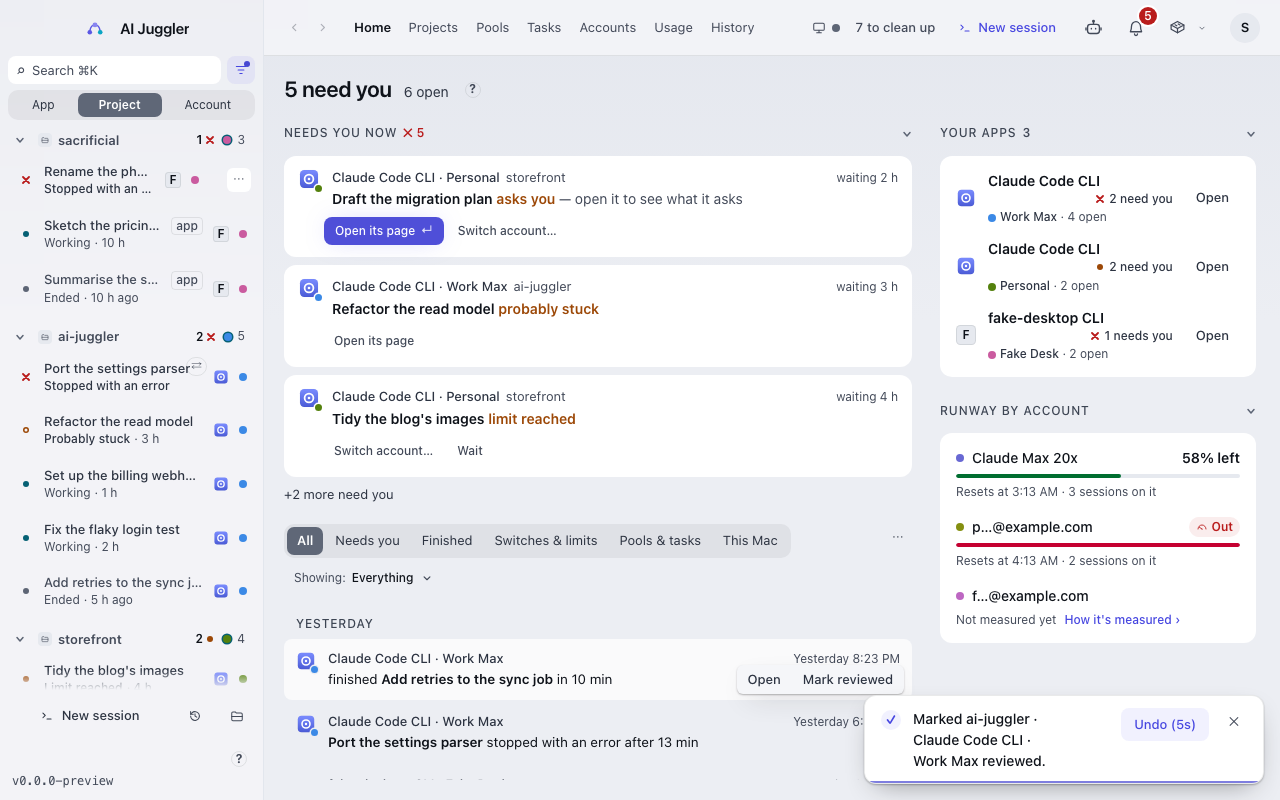 AI Juggler
Search ⌘K
App Project Account
sacrificial 1 3
Rename the ph... F
Stopped with an ...
Sketch the pricin... app F
Working · 10 h
Summarise the s... app F
Ended · 10 h ago
ai-juggler 2 5
Port the settings parser
Stopped with an error
Refactor the read model
Probably stuck · 3 h
Set up the billing webh...
Working · 1 h
Fix the flaky login test
Working · 2 h
Add retries to the sync j...
Ended · 5 h ago
storefront 2 4
Tidy the blog's images
Limit reached · 4 h
New session
?
v0.0.0-preview
Home Projects Pools Tasks Accounts Usage History
7 to clean up New session 5 S
5 need you 6 open ?
NEEDS YOU NOW 5
Claude Code CLI · Personal storefront waiting 2 h
Draft the migration plan asks you — open it to see what it asks
Open its page ↵ Switch account...
Claude Code CLI · Work Max ai-juggler waiting 3 h
Refactor the read model probably stuck
Open its page
Claude Code CLI · Personal storefront waiting 4 h
Tidy the blog's images limit reached
Switch account... Wait
+2 more need you
All Needs you Finished Switches & limits Pools & tasks This Mac ...
Showing: Everything
YESTERDAY
Claude Code CLI · Work Max Yesterday 8:23 PM
finished Add retries to the sync job in 10 min
Open Mark reviewed
Claude Code CLI · Work Max Yesterday 6:
Port the settings parser stopped with an error after 13 min
YOUR APPS 3
Claude Code CLI
2 need you Open
Work Max · 4 open
Claude Code CLI
2 need you Open
Personal · 2 open
fake-desktop CLI
F 1 needs you Open
Fake Desk · 2 open
RUNWAY BY ACCOUNT
Claude Max 20x 58% left
Resets at 3:13 AM · 3 sessions on it
p...@example.com Out
Resets at 4:13 AM · 2 sessions on it
f...@example.com
Not measured yet How it's measured ›
Marked ai-juggler ·
Claude Code CLI ·
Work Max reviewed.
Undo (5s)